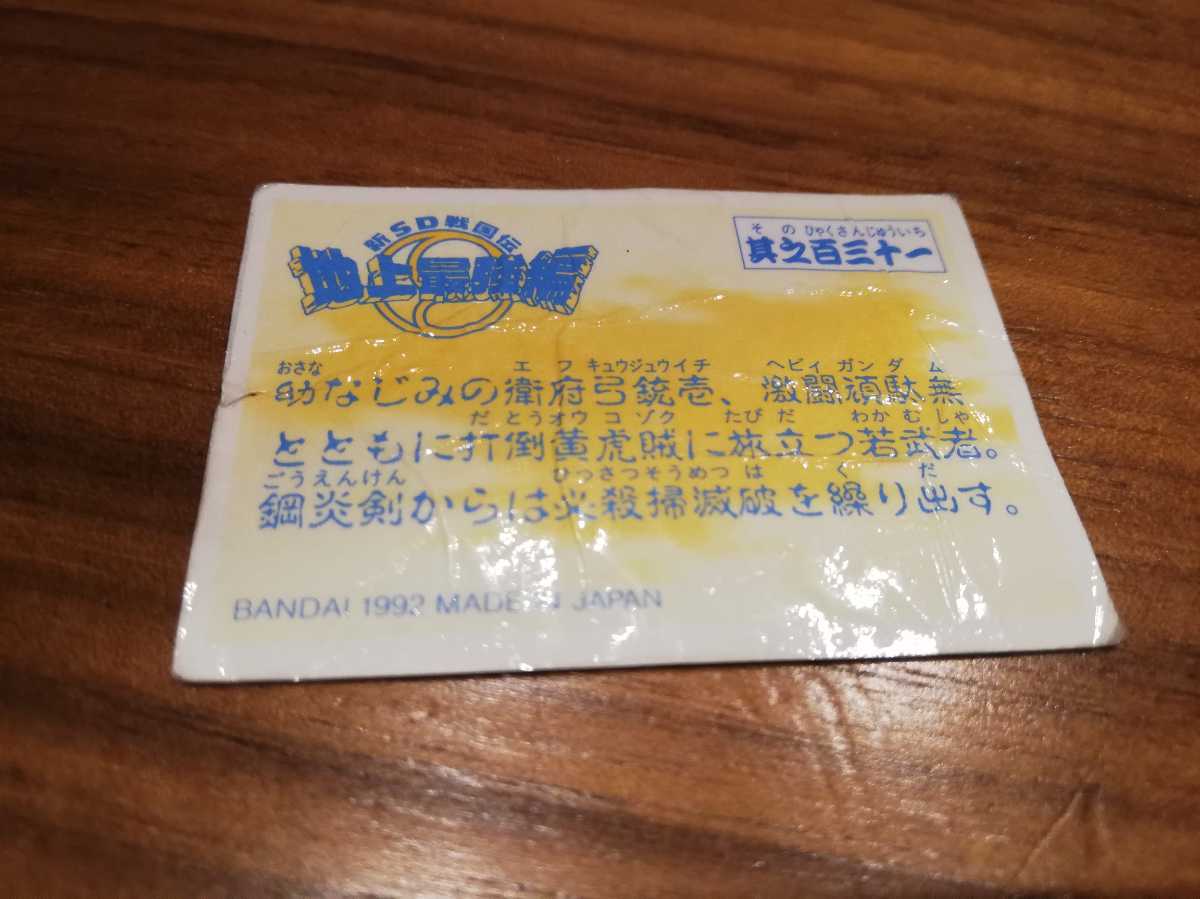 新SD戦国伝
地上最強編
そ の ひゃくさんじゅういち
其之百三十一
おさな エ フ キュウジュウイチ ヘビィ ガン ダ ム
幼なじみの衛府弓銃壱、激闘頑駄無
だ とうオウ コ ゾク たび だ わか む しゃ
とともに打倒黄虎賊に旅立つ若武者。
ごうえんけん ひっさつそうめつ は く だ
鋼炎剣からは必殺掃滅破を繰り出す。
BANDAI 1992 MADE IN JAPAN